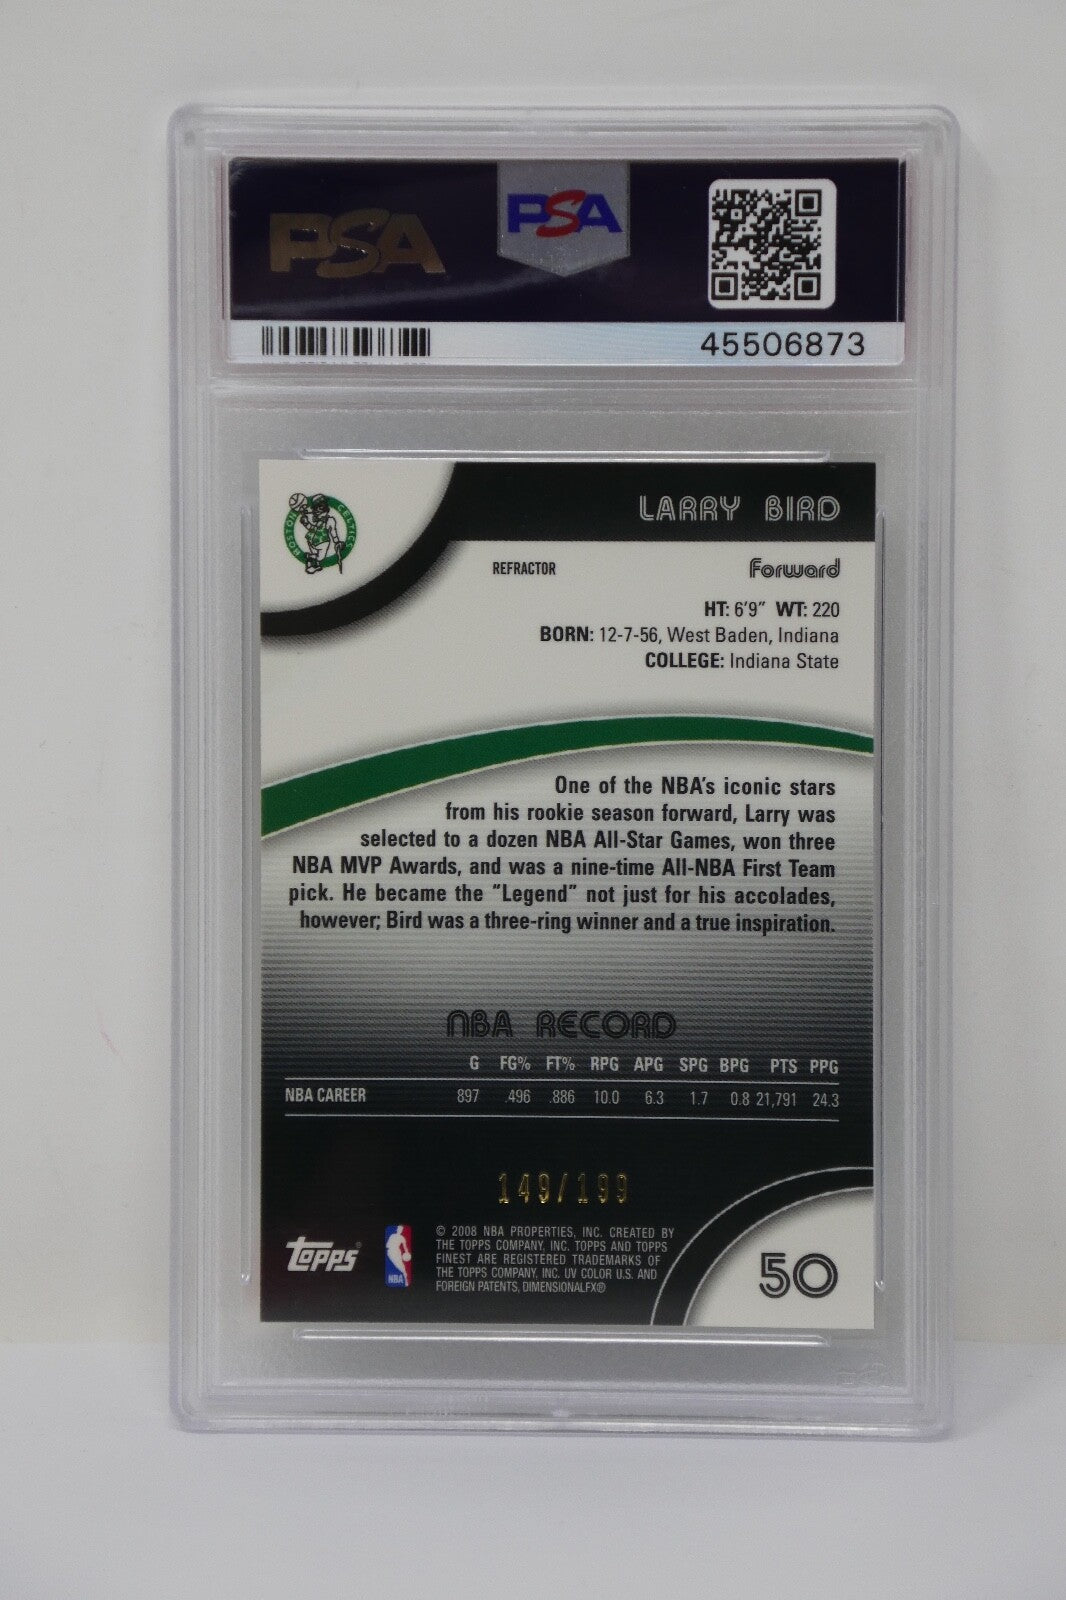 PSA
PSA
45506873
BOSTON CELTICS
LARRY BIRD
REFRACTOR
Forward
HT: 6'9" WT: 220
BORN: 12-7-56, West Baden, Indiana
COLLEGE: Indiana State
One of the NBA's iconic stars
from his rookie season forward, Larry was
selected to a dozen NBA All-Star Games, won three
NBA MVP Awards, and was a nine-time All-NBA First Team
pick. He became the "Legend" not just for his accolades,
however; Bird was a three-ring winner and a true inspiration.
NBA RECORD
G FG% FT% RPG APG SPG BPG PTS PPG
NBA CAREER 897 .496 .886 10.0 6.3 1.7 0.8 21,791 24.3
149/199
Topps®
NBA
© 2008 NBA PROPERTIES, INC. CREATED BY
THE TOPPS COMPANY, INC. TOPPS AND TOPPS
FINEST ARE REGISTERED TRADEMARKS OF
THE TOPPS COMPANY, INC. UV COLOR U.S. AND
FOREIGN PATENTS, DIMENSIONALFX®
50